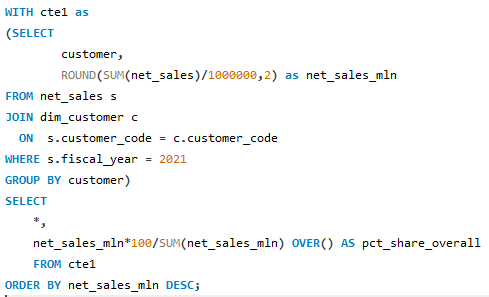 WITH cte1 as
(SELECT
customer,
ROUND(SUM(net_sales)/1000000,2) as net_sales_mln
FROM net_sales s
JOIN dim_customer c
ON s.customer_code = c.customer_code
WHERE s.fiscal_year = 2021
GROUP BY customer)
SELECT
*,
net_sales_mln*100/SUM(net_sales_mln) OVER() AS pct_share_overall
FROM cte1
ORDER BY net_sales_mln DESC;